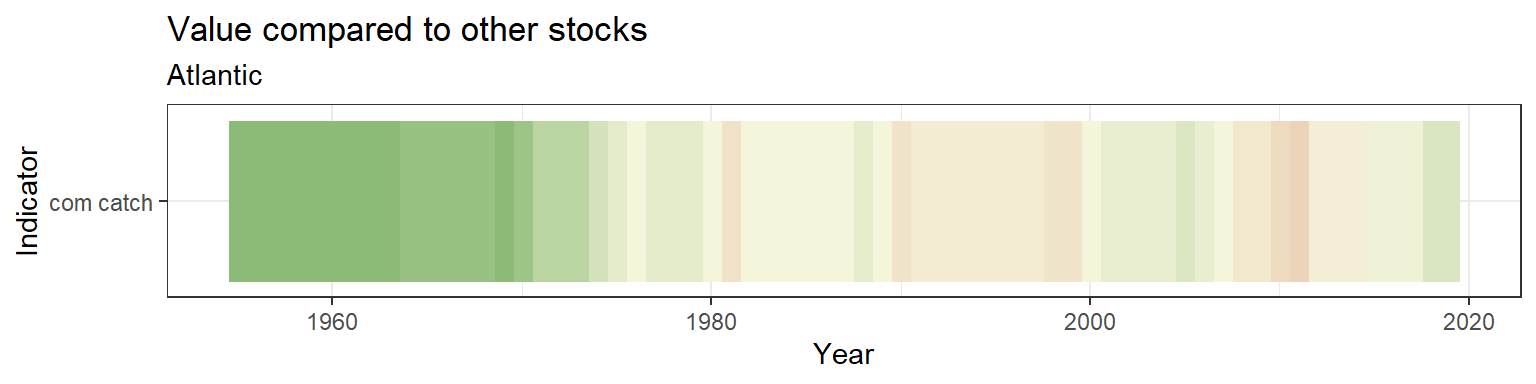 Value compared to other stocks
Atlantic
Indicator
com catch
1960 1980 2000 2020
Year